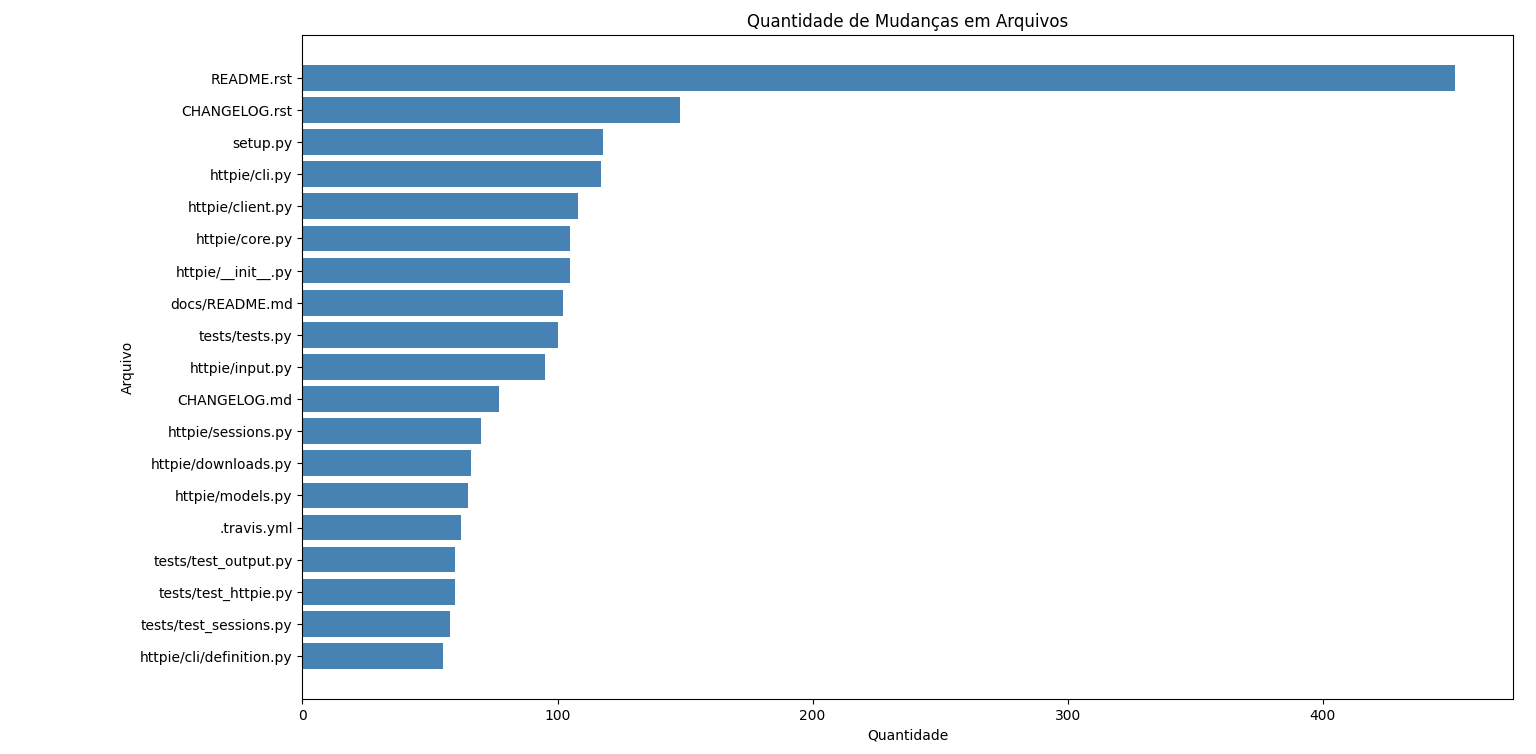 Quantidade de Mudanças em Arquivos
README.rst
CHANGELOG.rst
setup.py
httpie/cli.py
httpie/client.py
httpie/core.py
httpie/__init__.py
docs/README.md
tests/tests.py
httpie/input.py
CHANGELOG.md
httpie/sessions.py
httpie/downloads.py
httpie/models.py
.travis.yml
tests/test_output.py
tests/test_httpie.py
tests/test_sessions.py
httpie/cli/definition.py
Arquivo
0 100 200 300 400
Quantidade